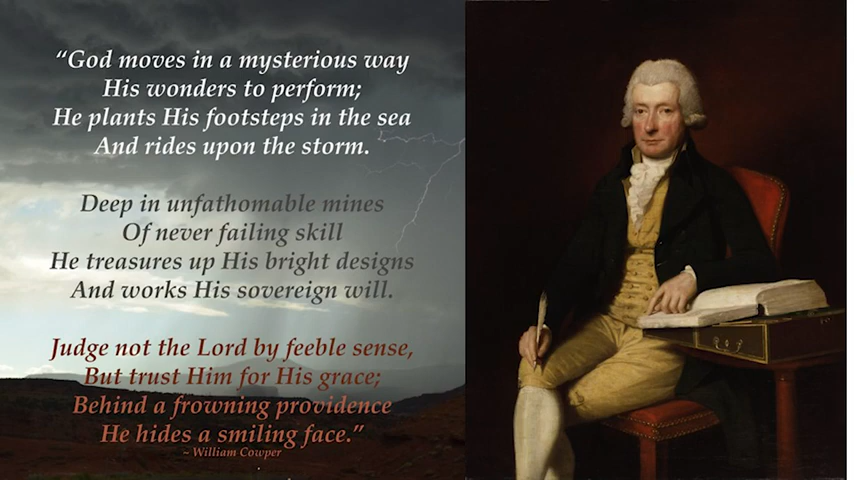 “God moves in a mysterious way
His wonders to perform;
He plants His footsteps in the sea
And rides upon the storm.
Deep in unfathomable mines
Of never failing skill
He treasures up His bright designs
And works His sovereign will.
Judge not the Lord by feeble sense,
But trust Him for His grace;
Behind a frowning providence
He hides a smiling face.”
~ William Cowper